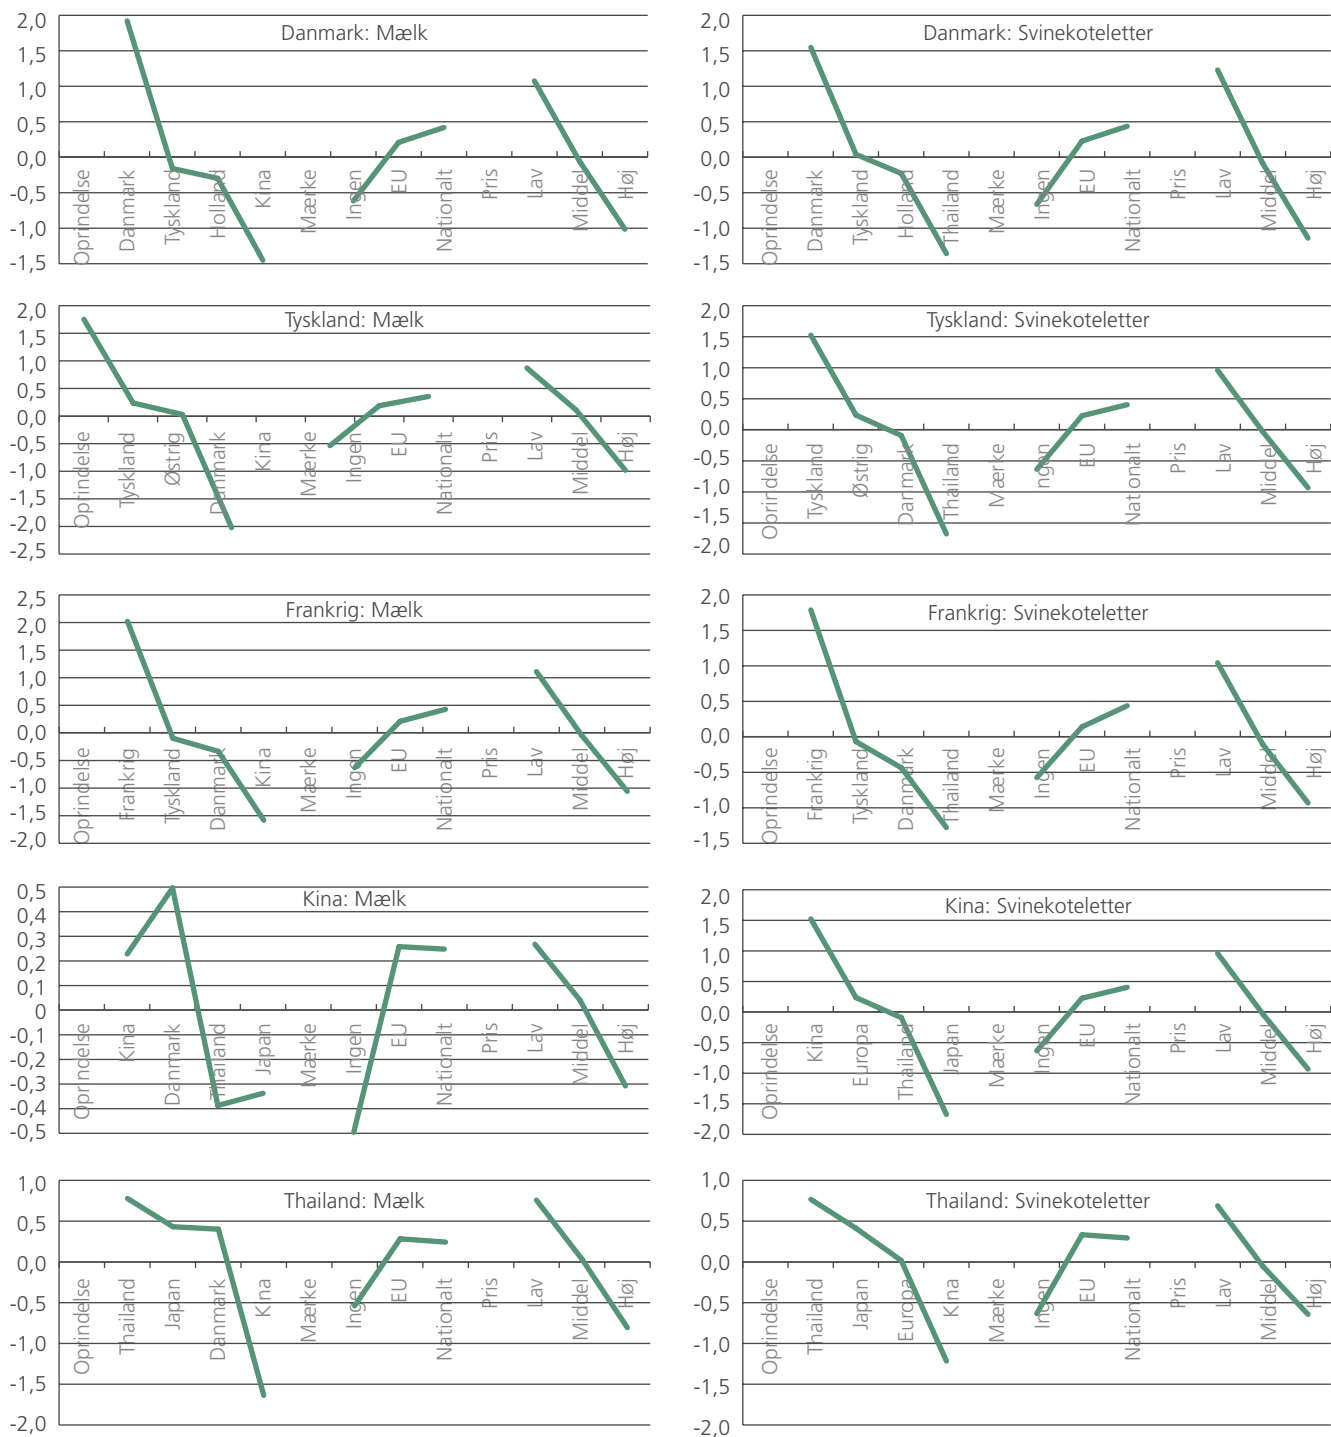 Danmark: Mælk
2,0
1,5
1,0
0,5
0,0
-0,5
-1,0
-1,5
Oprindelse
Danmark
Tyskland
Holland
Kina
Mærke
Ingen
EU
Nationalt
Pris
Lav
Middel
Høj
Danmark: Svinekoteletter
2,0
1,5
1,0
0,5
0,0
-0,5
-1,0
-1,5
Oprindelse
Danmark
Tyskland
Holland
Thailand
Mærke
Ingen
EU
Nationalt
Pris
Lav
Middel
Høj
Tyskland: Mælk
2,0
1,5
1,0
0,5
0,0
-0,5
-1,0
-1,5
-2,0
-2,5
Oprindelse
Tyskland
Østrig
Danmark
Kina
Mærke
Ingen
EU
Nationalt
Pris
Lav
Middel
Høj
Tyskland: Svinekoteletter
2,0
1,5
1,0
0,5
0,0
-0,5
-1,0
-1,5
-2,0
Oprindelse
Tyskland
Østrig
Danmark
Thailand
Mærke
Ingen
EU
Nationalt
Pris
Lav
Middel
Høj
Frankrig: Mælk
2,5
2,0
1,5
1,0
0,5
0,0
-0,5
-1,0
-1,5
-2,0
Oprindelse
Frankrig
Tyskland
Danmark
Kina
Mærke
Ingen
EU
Nationalt
Pris
Lav
Middel
Høj
Frankrig: Svinekoteletter
2,0
1,5
1,0
0,5
0,0
-0,5
-1,0
-1,5
Oprindelse
Frankrig
Tyskland
Danmark
Thailand
Mærke
Ingen
EU
Nationalt
Pris
Lav
Middel
Høj
Kina: Mælk
0,5
0,4
0,3
0,2
0,1
0
-0,1
-0,2
-0,3
-0,4
-0,5
Oprindelse
Kina
Danmark
Thailand
Japan
Mærke
Ingen
EU
Nationalt
Pris
Lav
Middel
Høj
Kina: Svinekoteletter
2,0
1,5
1,0
0,5
0,0
-0,5
-1,0
-1,5
-2,0
Oprindelse
Kina
Europa
Thailand
Japan
Mærke
Ingen
EU
Nationalt
Pris
Lav
Middel
Høj
Thailand: Mælk
1,0
0,5
0,0
-0,5
-1,0
-1,5
-2,0
Oprindelse
Thailand
Japan
Danmark
Kina
Mærke
Ingen
EU
Nationalt
Pris
Lav
Middel
Høj
Thailand: Svinekoteletter
1,0
0,5
0,0
-0,5
-1,0
-1,5
-2,0
Oprindelse
Thailand
Japan
Europa
Kina
Mærke
Ingen
EU
Nationalt
Pris
Lav
Middel
Høj